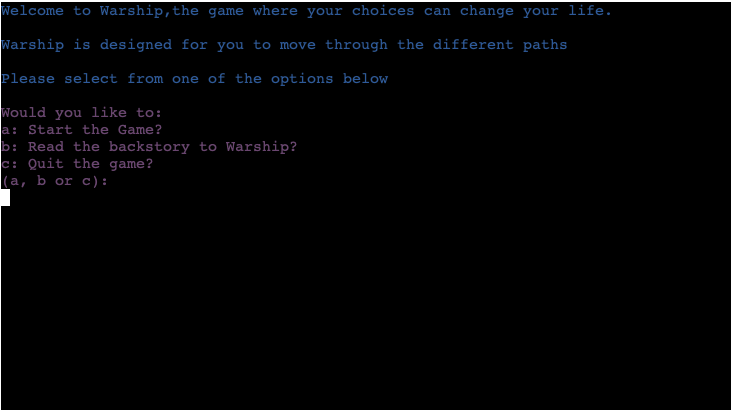 Welcome to Warship,the game where your choices can change your life.
Warship is designed for you to move through the different paths
Please select from one of the options below
Would you like to:
a: Start the Game?
b: Read the backstory to Warship?
c: Quit the game?
(a, b or c):